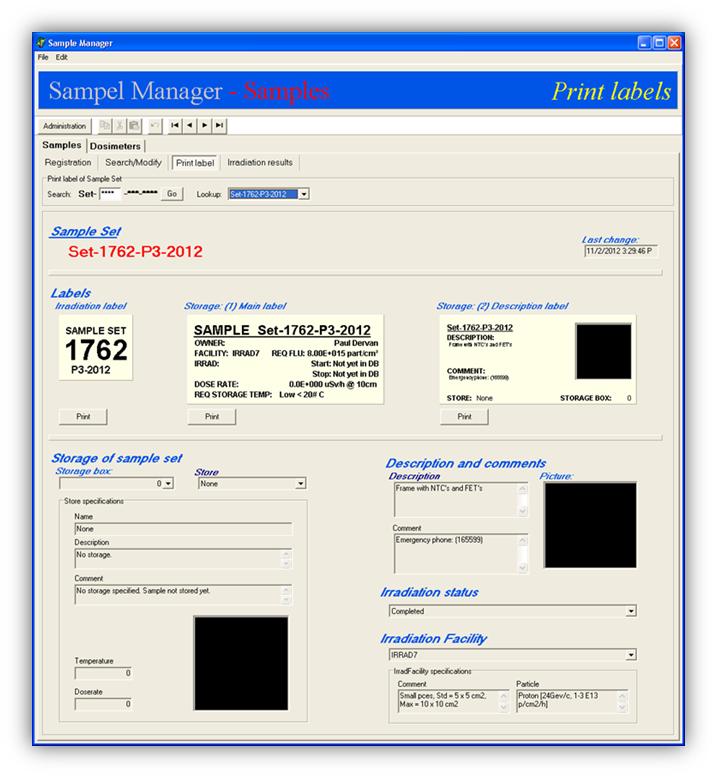 Sample Manager
File Edit
Sampel Manager - Samples
Print labels
Administration
Samples Dosimeters
Registration Search/Modify Print label Irradiation results
Print label of Sample Set
Search: Set- **** -***-**** Go Lookup: Set-1762-P3-2012
Sample Set
Set-1762-P3-2012
Last change:
11/2/2012 3:29:46 P
Labels
Irradiation label
SAMPLE SET
1762
P3-2012
Print
Storage: (1) Main label
SAMPLE Set-1762-P3-2012
OWNER: Paul Dervan
FACILITY: IRRAD7 REQ FLU: 8.00E+015 part/cm²
IRRAD: Start: Not yet in DB
Stop: Not yet in DB
DOSE RATE: 0.0E+000 uSv/h @ 10cm
REQ STORAGE TEMP: Low < 20# C
Print
Storage: (2) Description label
Set-1762-P3-2012
DESCRIPTION:
Frame with NTC's and FET's
COMMENT:
Emergency phone: (165599)
STORE: None STORAGE BOX: 0
Print
Storage of sample set
Storage box:
0
Store
None
Store specifications
Name
None
Description
No storage.
Comment
No storage specified. Sample not stored yet.
Temperature
0
Doserate
0
Description and comments
Description
Frame with NTC's and FET's
Picture:
Comment
Emergency phone: (165599)
Irradiation status
Completed
Irradiation Facility
IRRAD7
IrradFacility specifications
Comment
Small pces, Std = 5 x 5 cm2,
Max = 10 x 10 cm2
Particle
Proton [24Gev/c, 1-3 E13
p/cm2/h]